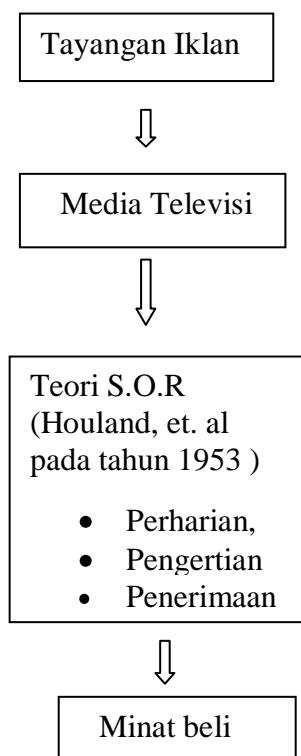 Tayangan Iklan
Media Televisi
Teori S.O.R
(Houland, et. al
pada tahun 1953 )
• Perharian,
• Pengertian
• Penerimaan
Minat beli